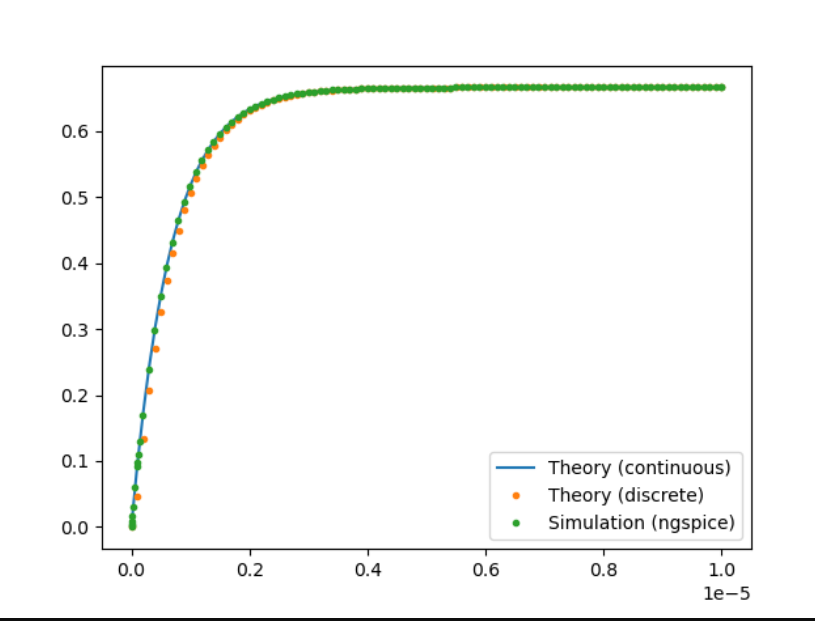 0.6
0.5
0.4
0.3
0.2
0.1
0.0
Theory (continuous)
Theory (discrete)
Simulation (ngspice)
0.0 0.2 0.4 0.6 0.8 1.0
1e−5